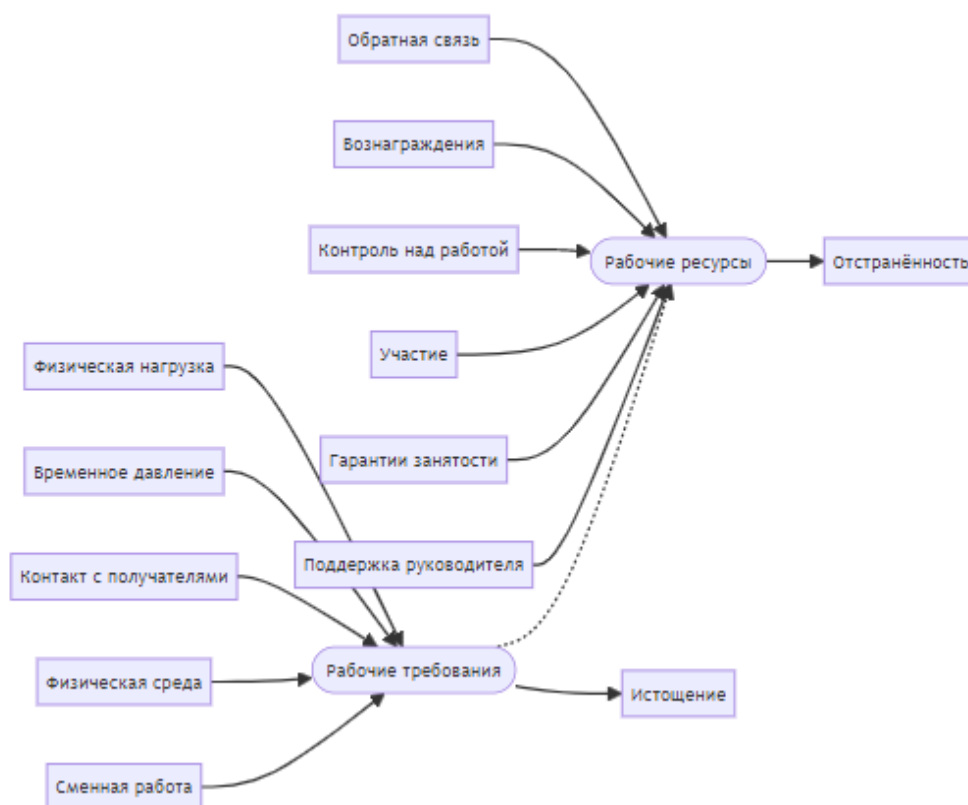 Обратная связь
Вознаграждения
Контроль над работой
Рабочие ресурсы
Отстранённость
Участие
Физическая нагрузка
Гарантии занятости
Временное давление
Поддержка руководителя
Контакт с получателями
Рабочие требования
Физическая среда
Истощение
Сменная работа